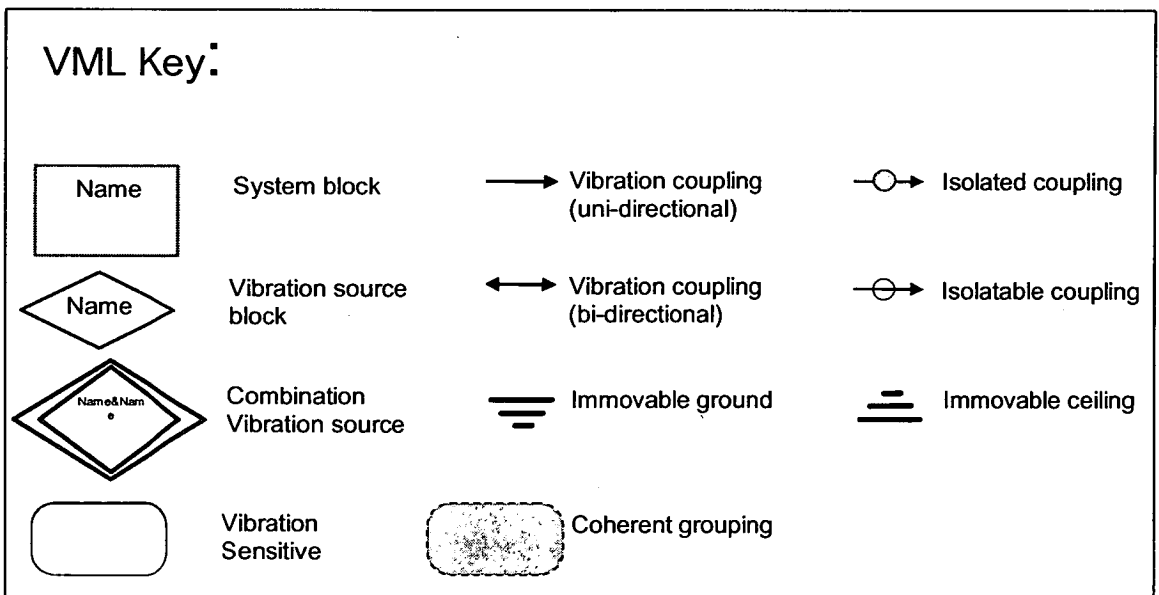 VML Key:
Name
System block
Vibration coupling
(uni-directional)
Isolated coupling
Name
Vibration source
block
Vibration coupling
(bi-directional)
Isolatable coupling
Name&Nam
e
Combination
Vibration source
Immovable ground
Immovable ceiling
Vibration
Sensitive
Coherent grouping